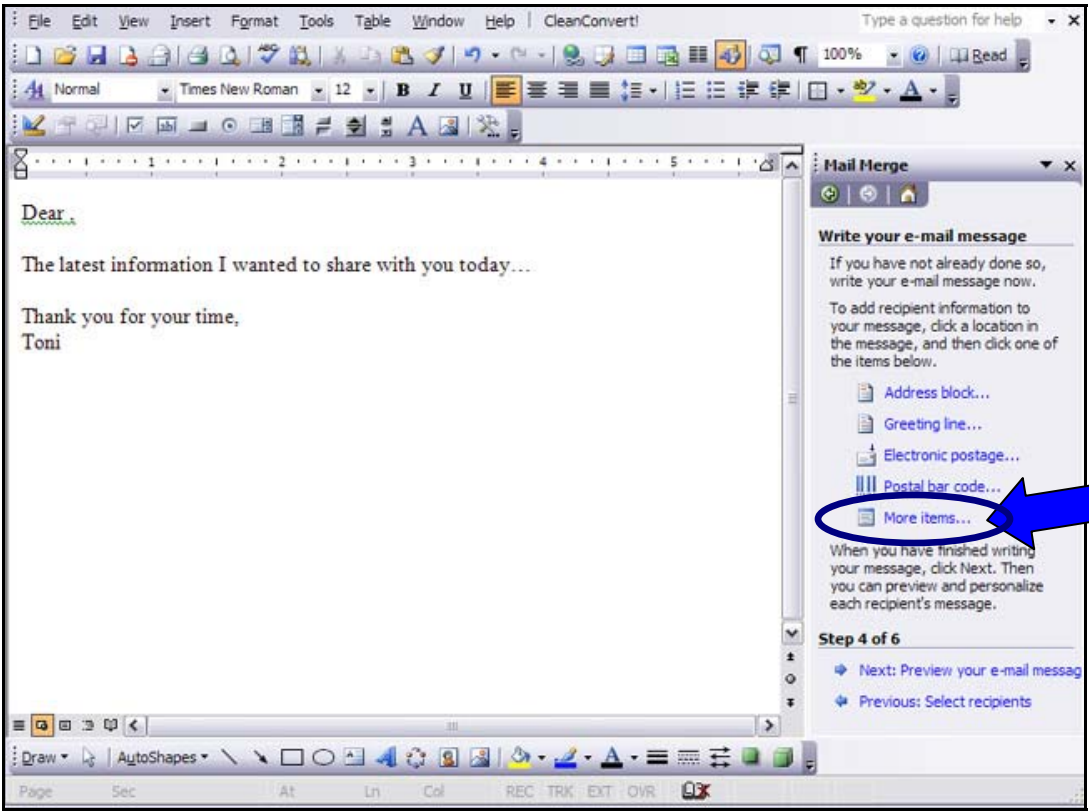 File Edit View Insert Format Tools Table Window Help CleanConvert! Type a question for help
100% Read
Normal Times New Roman 12 B I U
1 2 3 4 5
Mail Merge
Dear ,
The latest information I wanted to share with you today…
Thank you for your time,
Toni
Write your e-mail message
If you have not already done so,
write your e-mail message now.
To add recipient information to
your message, click a location in
the message, and then click one of
the items below.
Address block...
Greeting line...
Electronic postage...
Postal bar code...
More items...
When you have finished writing
your message, click Next. Then
you can preview and personalize
each recipient's message.
Step 4 of 6
Next: Preview your e-mail messag
Previous: Select recipients
Draw AutoShapes
Page Sec At Ln Col REC TRK EXT OVR